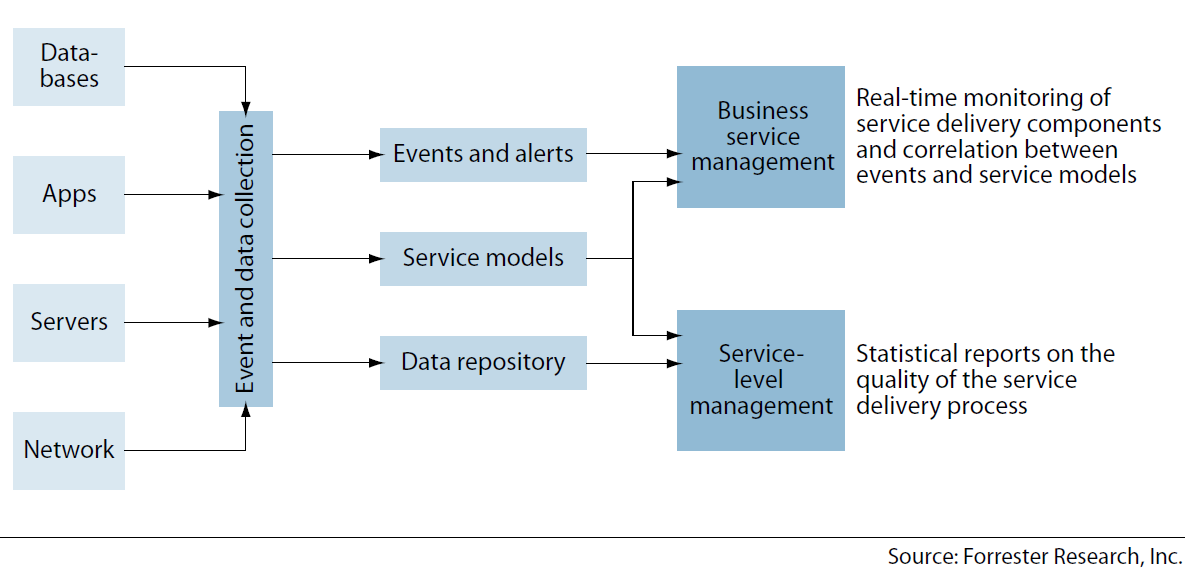 Data-
bases
Apps
Servers
Network
Event and data collection
Events and alerts
Service models
Data repository
Business
service
management
Real-time monitoring of
service delivery components
and correlation between
events and service models
Service-
level
management
Statistical reports on the
quality of the service
delivery process
Source: Forrester Research, Inc.